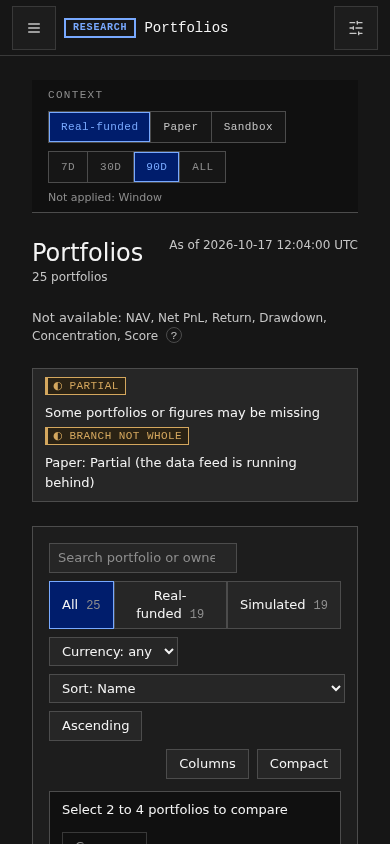 RESEARCH Portfolios
CONTEXT
Real-funded Paper Sandbox
7D 30D 90D ALL
Not applied: Window
Portfolios As of 2026-10-17 12:04:00 UTC
25 portfolios
Not available: NAV, Net PnL, Return, Drawdown,
Concentration, Score ?
PARTIAL
Some portfolios or figures may be missing
BRANCH NOT WHOLE
Paper: Partial (the data feed is running
behind)
Search portfolio or owne
All 25 Real-
funded 19 Simulated 19
Currency: any
Sort: Name
Ascending
Columns Compact
Select 2 to 4 portfolios to compare